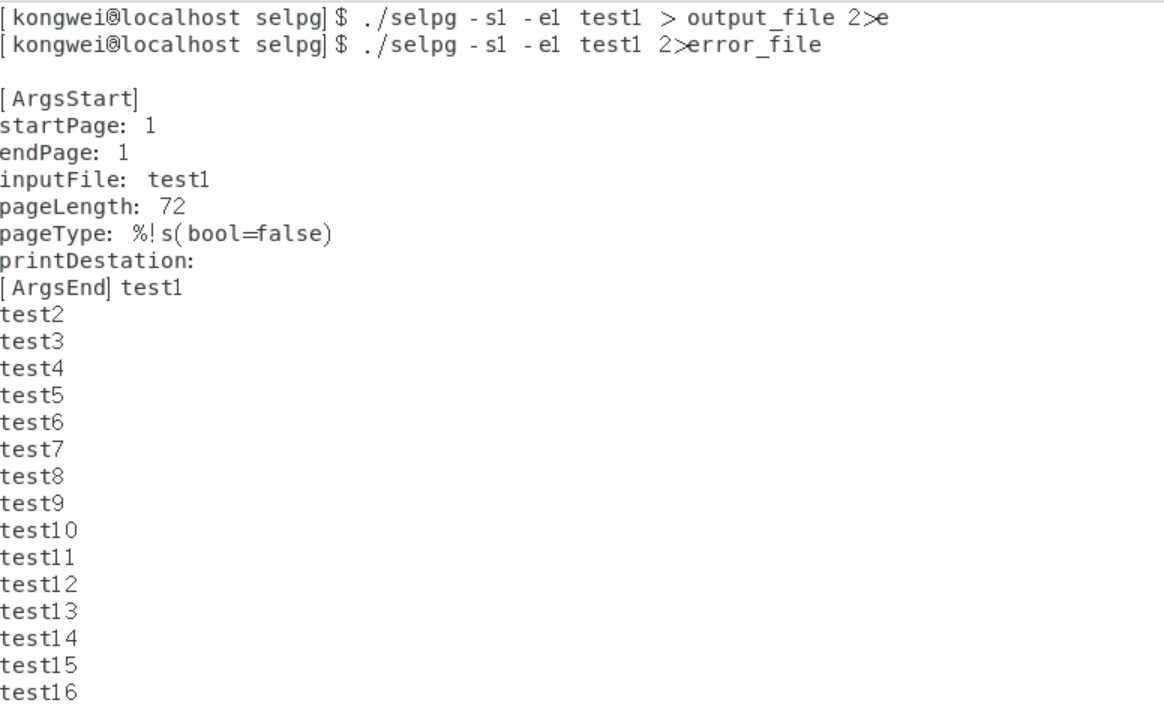 [kongwei@localhost selpg]$ ./selpg -s1 -e1 test1 > output_file 2>e
[kongwei@localhost selpg]$ ./selpg -s1 -e1 test1 2>error_file
[ArgsStart]
startPage: 1
endPage: 1
inputFile: test1
pageLength: 72
pageType: %!s(bool=false)
printDestation:
[ArgsEnd]test1
test2
test3
test4
test5
test6
test7
test8
test9
test10
test11
test12
test13
test14
test15
test16